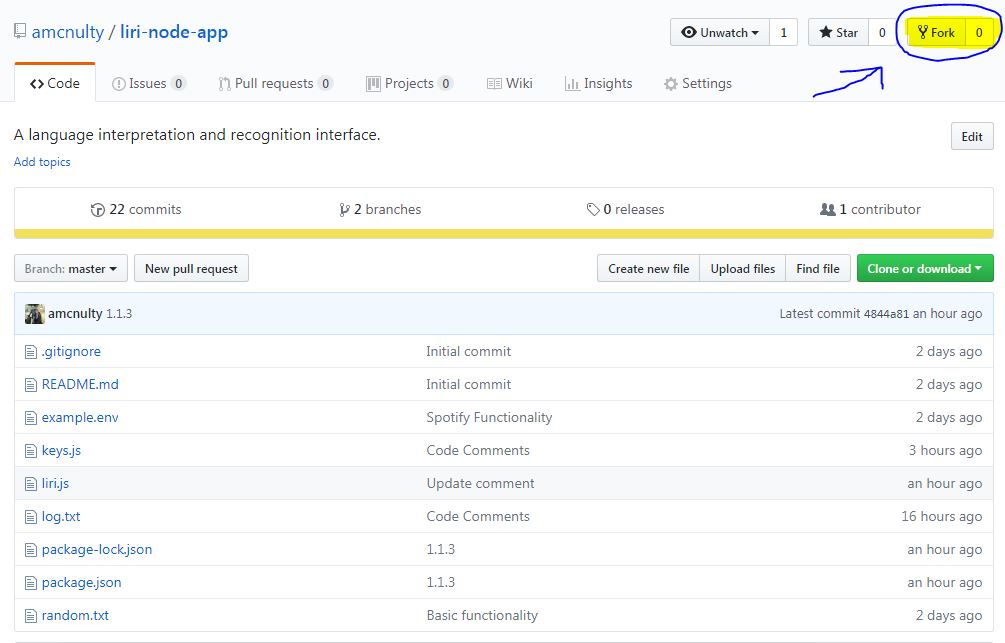 amcnulty / liri-node-app Unwatch 1 Star 0 Fork 0
Code Issues 0 Pull requests 0 Projects 0 Wiki Insights Settings
A language interpretation and recognition interface. Edit
Add topics
22 commits 2 branches 0 releases 1 contributor
Branch: master New pull request Create new file Upload files Find file Clone or download
amcnulty 1.1.3 Latest commit 4844a81 an hour ago
.gitignore Initial commit 2 days ago
README.md Initial commit 2 days ago
example.env Spotify Functionality 2 days ago
keys.js Code Comments 3 hours ago
liri.js Update comment an hour ago
log.txt Code Comments 16 hours ago
package-lock.json 1.1.3 an hour ago
package.json 1.1.3 an hour ago
random.txt Basic functionality 2 days ago